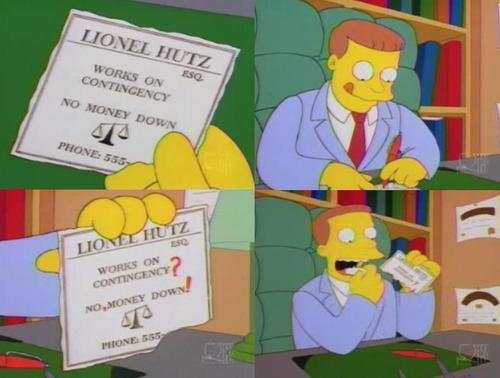 LIONEL HUTZ
ESQ.
WORKS ON
CONTINGENCY
NO MONEY DOWN
PHONE: 555-
LIONEL HUTZ
ESQ.
WORKS ON
CONTINGENCY?
NO, MONEY DOWN!
PHONE: 555-